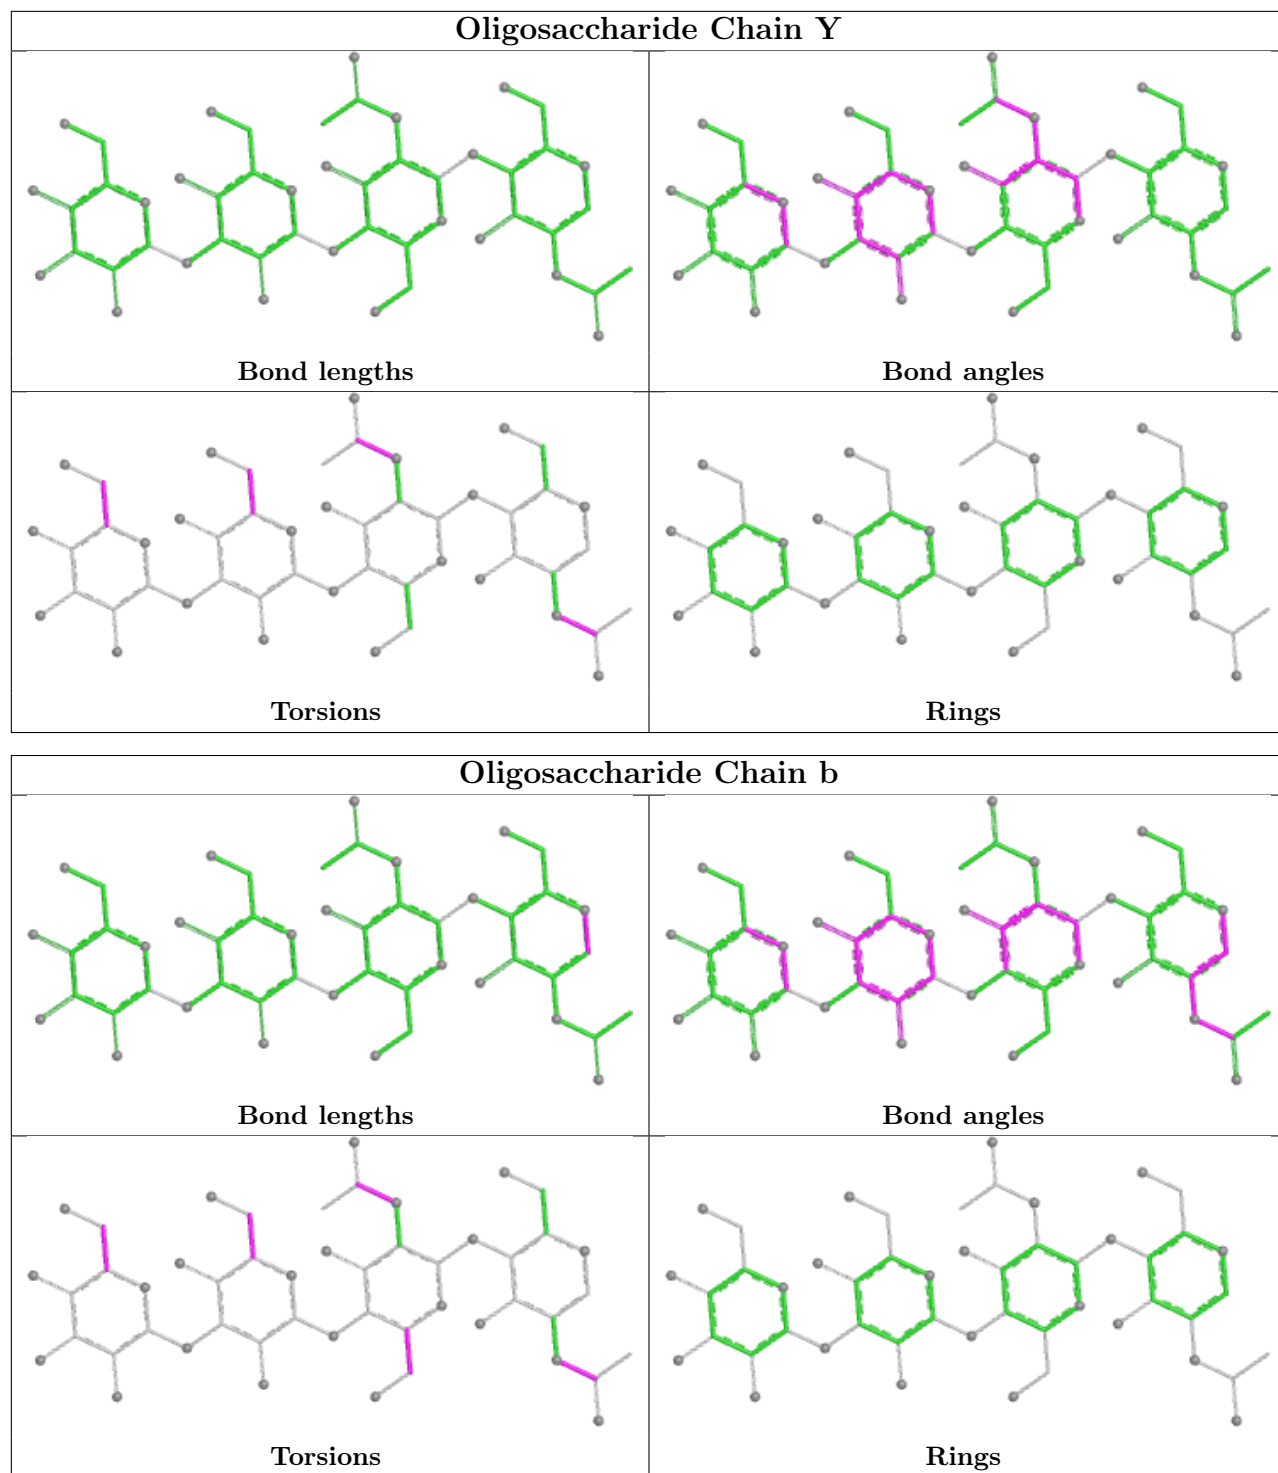 Oligosaccharide Chain Y
Bond lengths
Bond angles
Torsions
Rings
Oligosaccharide Chain b
Bond lengths
Bond angles
Torsions
Rings